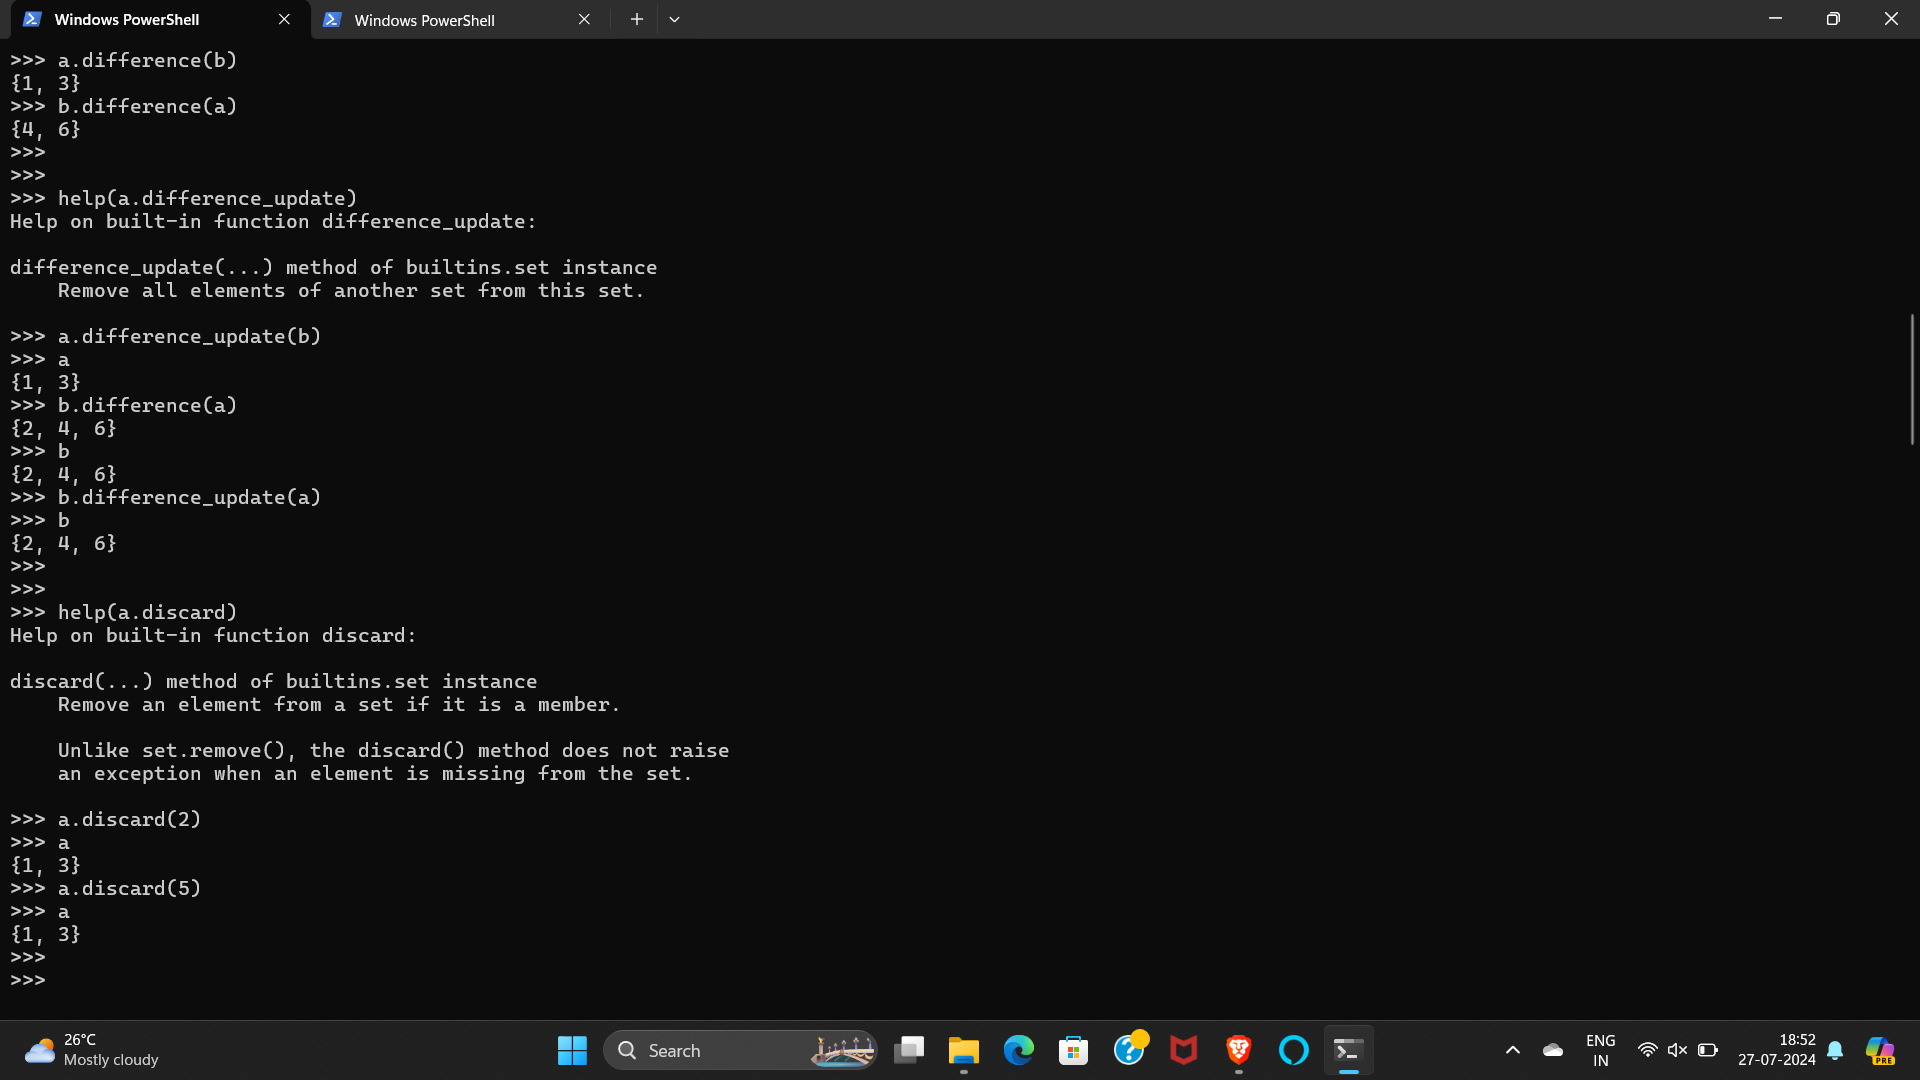 Windows PowerShell
Windows PowerShell
>>> a.difference(b)
{1, 3}
>>> b.difference(a)
{4, 6}
>>>
>>>
>>> help(a.difference_update)
Help on built-in function difference_update:

difference_update(...) method of builtins.set instance
    Remove all elements of another set from this set.

>>> a.difference_update(b)
>>> a
{1, 3}
>>> b.difference(a)
{2, 4, 6}
>>> b
{2, 4, 6}
>>> b.difference_update(a)
>>> b
{2, 4, 6}
>>>
>>>
>>> help(a.discard)
Help on built-in function discard:

discard(...) method of builtins.set instance
    Remove an element from a set if it is a member.

    Unlike set.remove(), the discard() method does not raise
    an exception when an element is missing from the set.

>>> a.discard(2)
>>> a
{1, 3}
>>> a.discard(5)
>>> a
{1, 3}
>>>
>>>
26°C
Mostly cloudy
Search
ENG
IN
18:52
27-07-2024
PRE